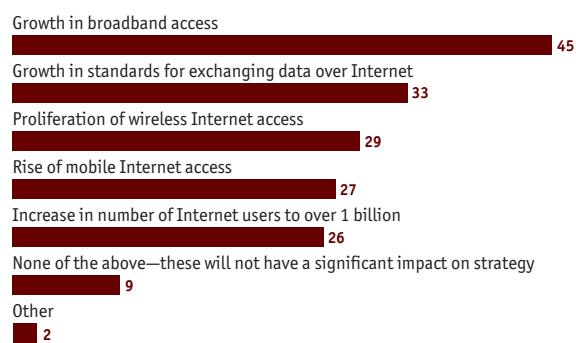 Growth in broadband access
45
Growth in standards for exchanging data over Internet
33
Proliferation of wireless Internet access
29
Rise of mobile Internet access
27
Increase in number of Internet users to over 1 billion
26
None of the above—these will not have a significant impact on strategy
9
Other
2